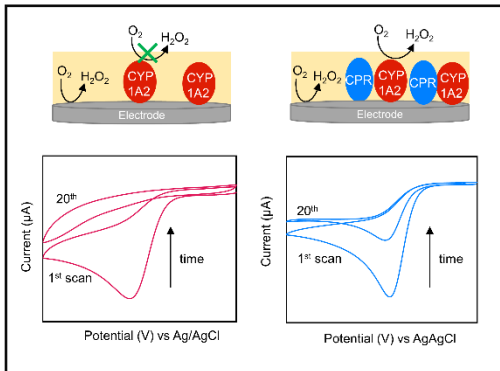 O2 H2O2
O2 H2O2
CYP
1A2
CYP
1A2
Electrode
O2 H2O2
O2 H2O2
CPR
CYP
1A2
CPR
CYP
1A2
Electrode
Current (µA)
20th
1st scan
time
Potential (V) vs Ag/AgCl
Current (µA)
20th
1st scan
time
Potential (V) vs AgAgCl